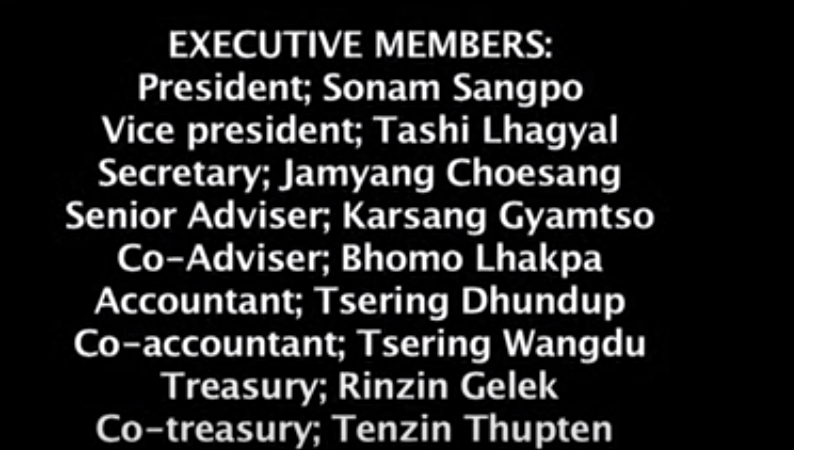 EXECUTIVE MEMBERS:
President; Sonam Sangpo
Vice president; Tashi Lhagyal
Secretary; Jamyang Choesang
Senior Adviser; Karsang Gyamtso
Co-Adviser; Bhomo Lhakpa
Accountant; Tsering Dhundup
Co-accountant; Tsering Wangdu
Treasury; Rinzin Gelek
Co-treasury; Tenzin Thupten